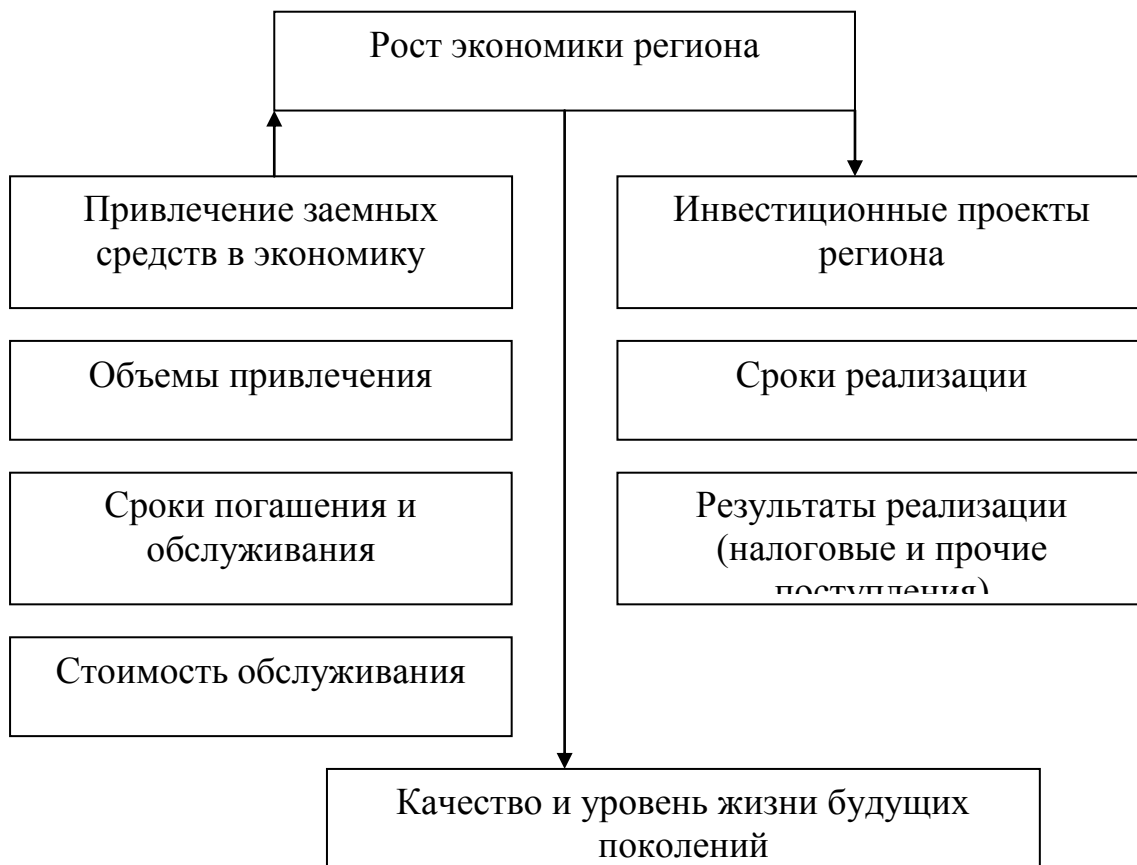 Рост экономики региона
Привлечение заемных
средств в экономику
Инвестиционные проекты
региона
Объемы привлечения
Сроки реализации
Сроки погашения и
обслуживания
Результаты реализации
(налоговые и прочие
поступления)
Стоимость обслуживания
Качество и уровень жизни будущих
поколений